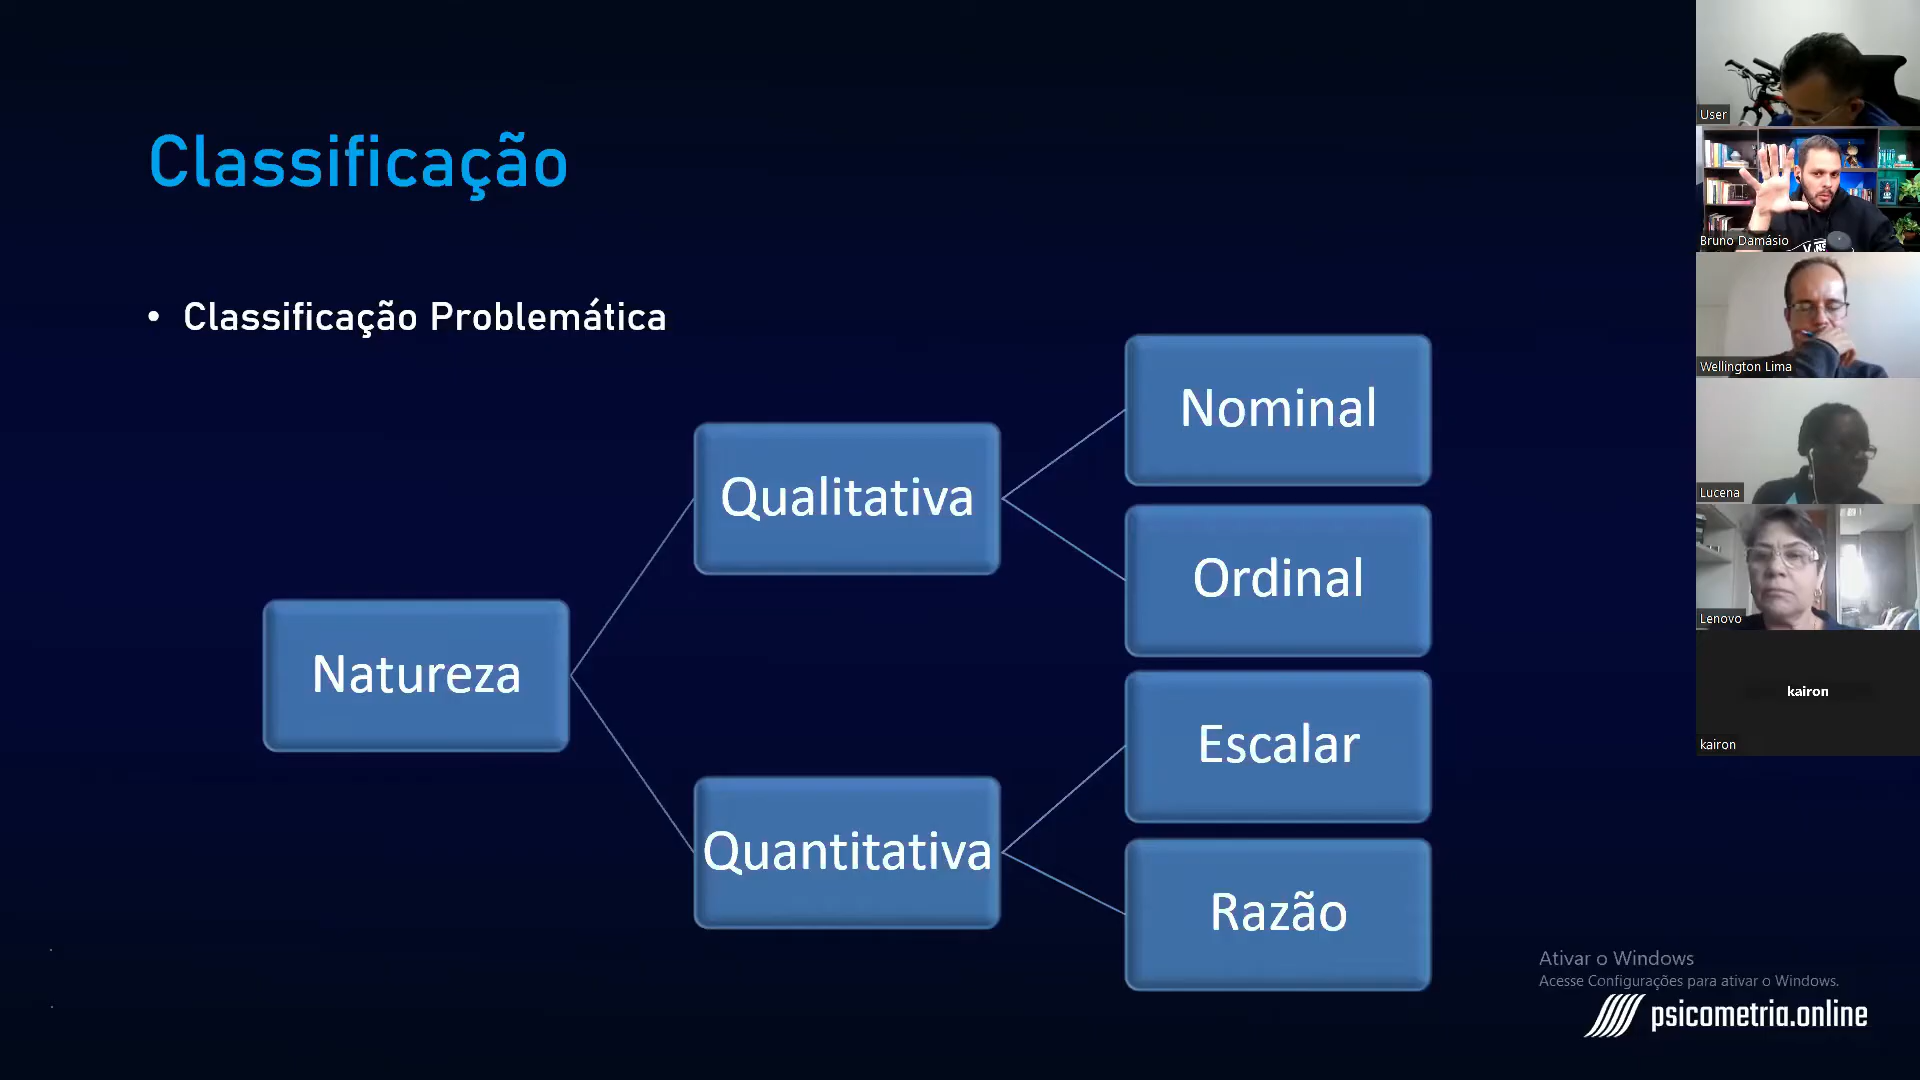 Classificação
• Classificação Problemática
Natureza
Qualitativa
Quantitativa
Nominal
Ordinal
Escalar
Razão
Ativar o Windows
Acesse Configurações para ativar o Windows.
psicometria.online
User
Bruno Damásio
VANS
Wellington Lima
Lucena
Lenovo
kairon
kairon